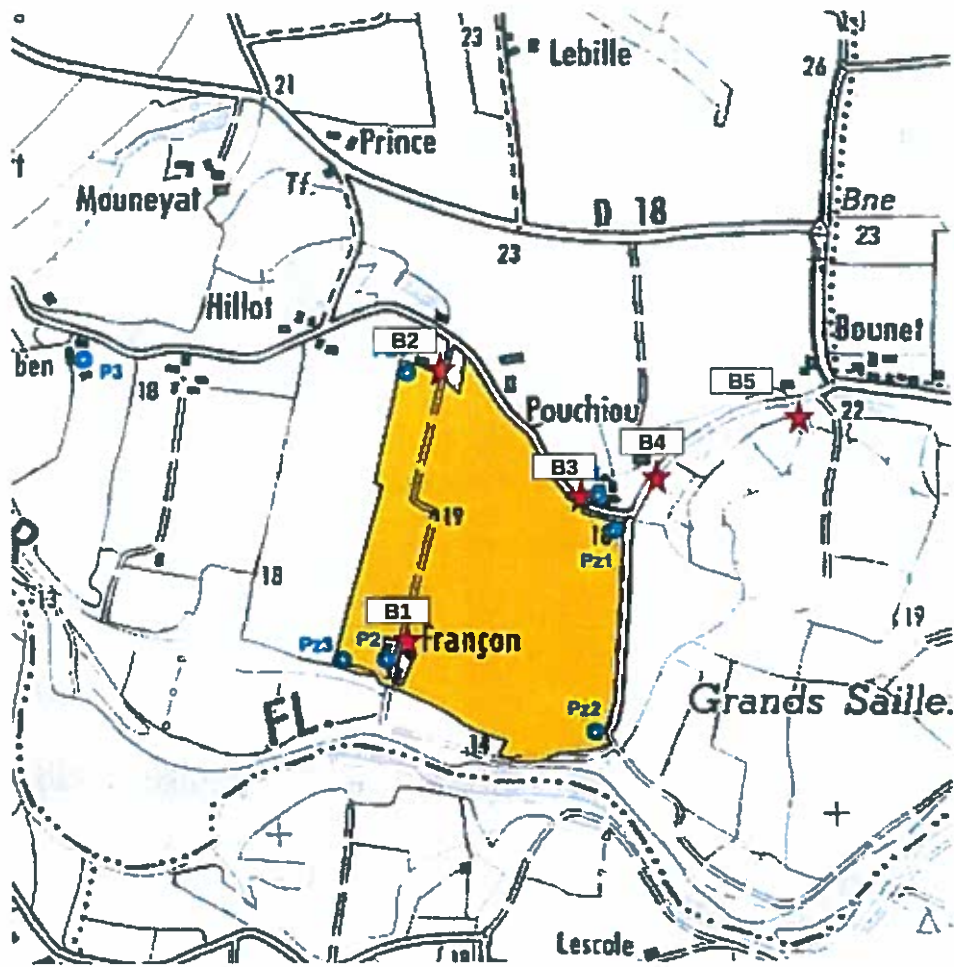 23
Lebille
26
21
Prince
Mouneyat
Tf.
D 18
Bne
23
23
Hillot
Bounet
ben
P3
18
B2
B5
22
Pouchiou
B4
B3
19
Pz1
P
18
13
19
B1
Pz3
P2
Françon
Grands Saille.
Pz2
FL.
14
Lescole